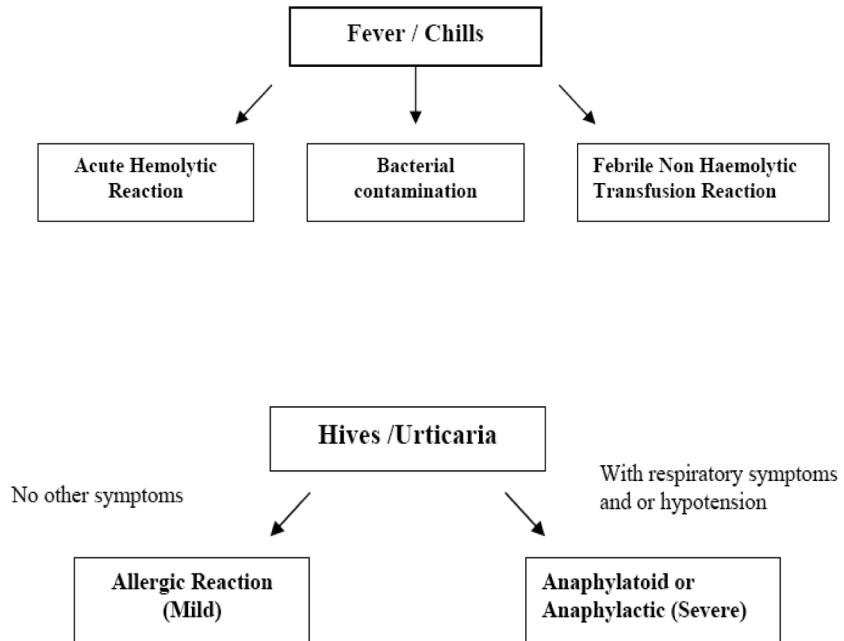 Fever / Chills
Acute Hemolytic
Reaction
Bacterial
contamination
Febrile Non Haemolytic
Transfusion Reaction
Hives /Urticaria
No other symptoms
With respiratory symptoms
and or hypotension
Allergic Reaction
(Mild)
Anaphylatoid or
Anaphylactic (Severe)